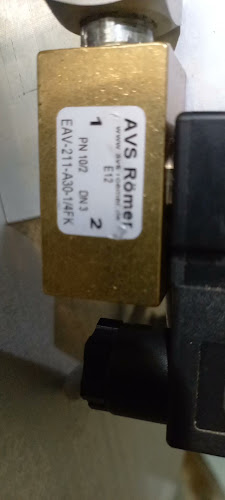 AVS Römer
www.avs-roemer.de
E12
1 PN 10/2 DN 3 2
EAV-211-A30-1/4FK